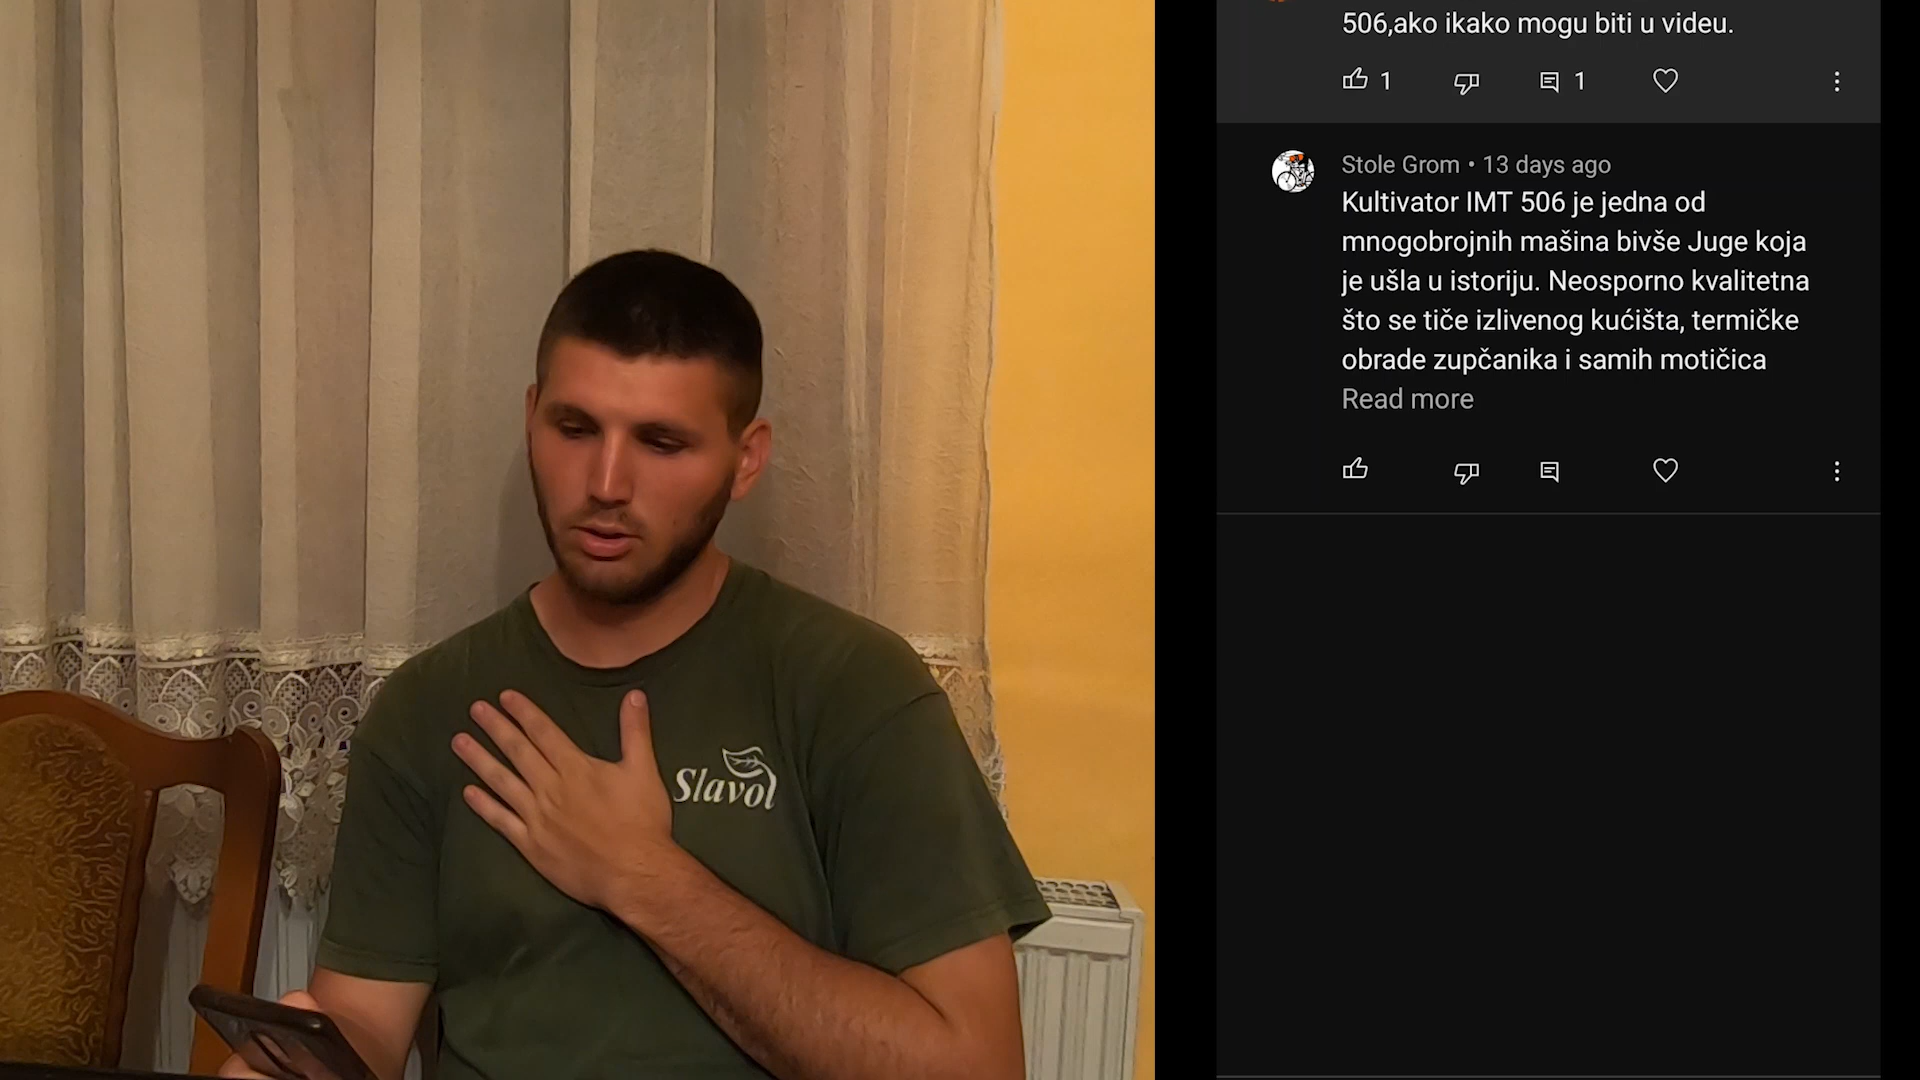 506,ako ikako mogu biti u videu.
1
1
Stole Grom • 13 days ago
Kultivator IMT 506 je jedna od
mnogobrojnih mašina bivše Juge koja
je ušla u istoriju. Neosporno kvalitetna
što se tiče izlivenog kućišta, termičke
obrade zupčanika i samih motičica
Read more
Slavol